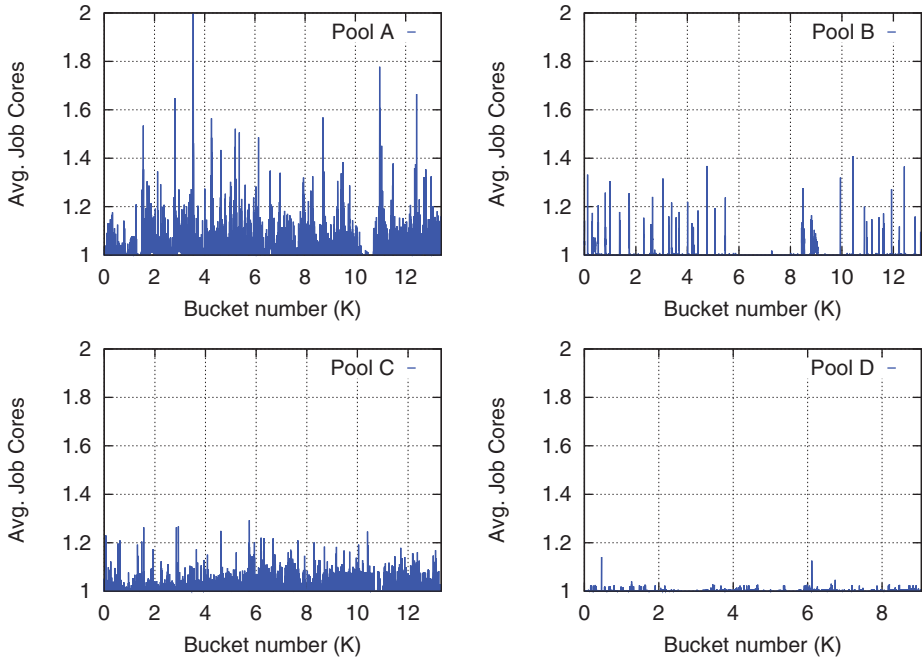 Pool A
Avg. Job Cores
2
1.8
1.6
1.4
1.2
1
0 2 4 6 8 10 12
Bucket number (K)
Pool B
Avg. Job Cores
2
1.8
1.6
1.4
1.2
1
0 2 4 6 8 10 12
Bucket number (K)
Pool C
Avg. Job Cores
2
1.8
1.6
1.4
1.2
1
0 2 4 6 8 10 12
Bucket number (K)
Pool D
Avg. Job Cores
2
1.8
1.6
1.4
1.2
1
0 2 4 6 8
Bucket number (K)